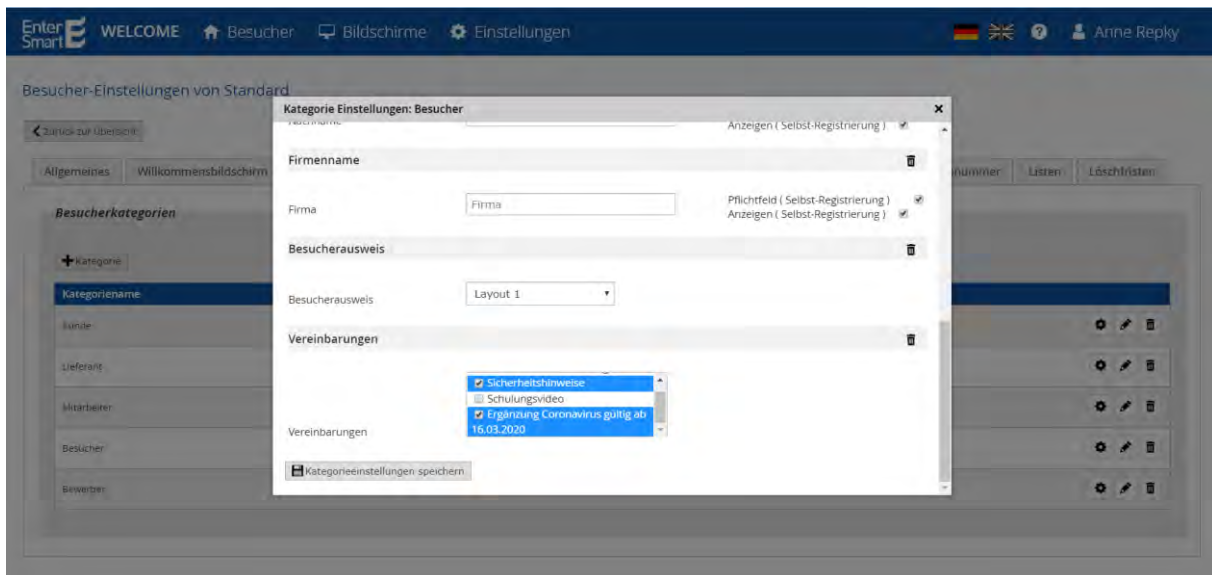 Enter
Smart
WELCOME Besucher Bildschirme Einstellungen Anne Repky
Besucher-Einstellungen von Standard
Zurück zur Übersicht
Allgemeines Willkommensbildschirm nummer Listen Löschfristen
Besucherkategorien
Kategorie
Kategoriename
Kunde
Lieferant
Mitarbeiter
Besucher
Bewerber
Kategorie Einstellungen: Besucher
Nachname Anzeigen ( Selbst-Registrierung )
Firmenname
Firma Firma Pflichtfeld ( Selbst-Registrierung )
Anzeigen ( Selbst-Registrierung )
Besucherausweis
Besucherausweis Layout 1
Vereinbarungen
Sicherheitshinweise
Schulungsvideo
Ergänzung Coronavirus gültig ab
16.03.2020
Vereinbarungen
Kategorieeinstellungen speichern